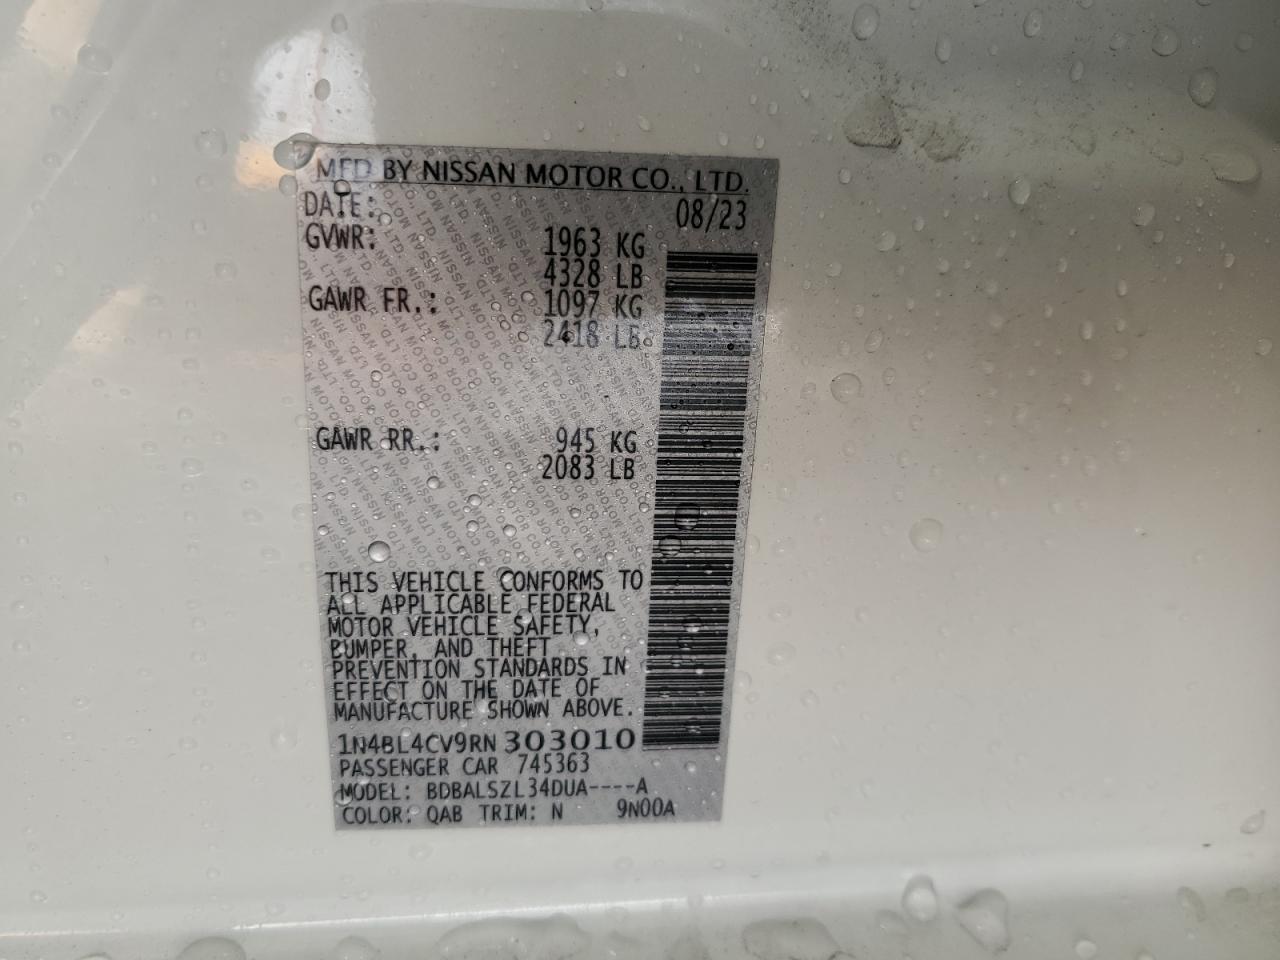 MFD BY NISSAN MOTOR CO., LTD.
DATE: 08/23
GVWR: 1963 KG
4328 LB
GAWR FR.: 1097 KG
2418 LB
GAWR RR.: 945 KG
2083 LB
THIS VEHICLE CONFORMS TO
ALL APPLICABLE FEDERAL
MOTOR VEHICLE SAFETY,
BUMPER, AND THEFT
PREVENTION STANDARDS IN
EFFECT ON THE DATE OF
MANUFACTURE SHOWN ABOVE.
1N4BL4CV9RN303010
PASSENGER CAR 745363
MODEL: BDBALSZL34DUA----A
COLOR: QAB TRIM: N 9N00A